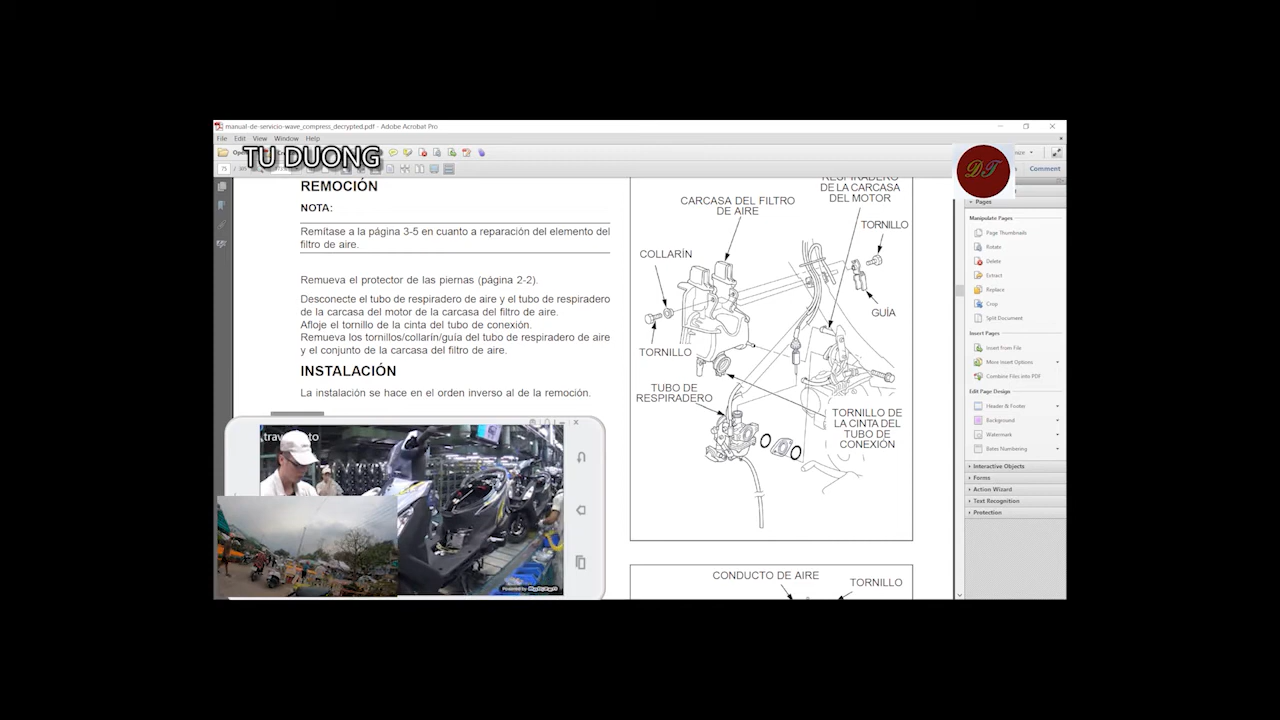 manual-de-servicio-wave_compress_decrypted.pdf - Adobe Acrobat Pro
File Edit View Window Help
TU DUONG
DT
Comment
REMOCIÓN
NOTA:
Remítase a la página 3-5 en cuanto a reparación del elemento del
filtro de aire.
Remueva el protector de las piernas (página 2-2).
Desconecte el tubo de respiradero de aire y el tubo de respiradero
de la carcasa del motor de la carcasa del filtro de aire.
Afloje el tornillo de la cinta del tubo de conexión.
Remueva los tornillos/collarín/guía del tubo de respiradero de aire
y el conjunto de la carcasa del filtro de aire.
INSTALACIÓN
La instalación se hace en el orden inverso al de la remoción.
RESPIRADERO
DE LA CARCASA
DEL MOTOR
CARCASA DEL FILTRO
DE AIRE
TORNILLO
COLLARÍN
GUÍA
TORNILLO
TUBO DE
RESPIRADERO
TORNILLO DE
LA CINTA DEL
TUBO DE
CONEXIÓN
CONDUCTO DE AIRE
TORNILLO
Pages
Manipulate Pages
Page Thumbnails
Rotate
Delete
Extract
Replace
Crop
Split Document
Insert Pages
Insert from File
More Insert Options
Combine Files into PDF
Edit Page Design
Header & Footer
Background
Watermark
Bates Numbering
Interactive Objects
Forms
Action Wizard
Text Recognition
Protection